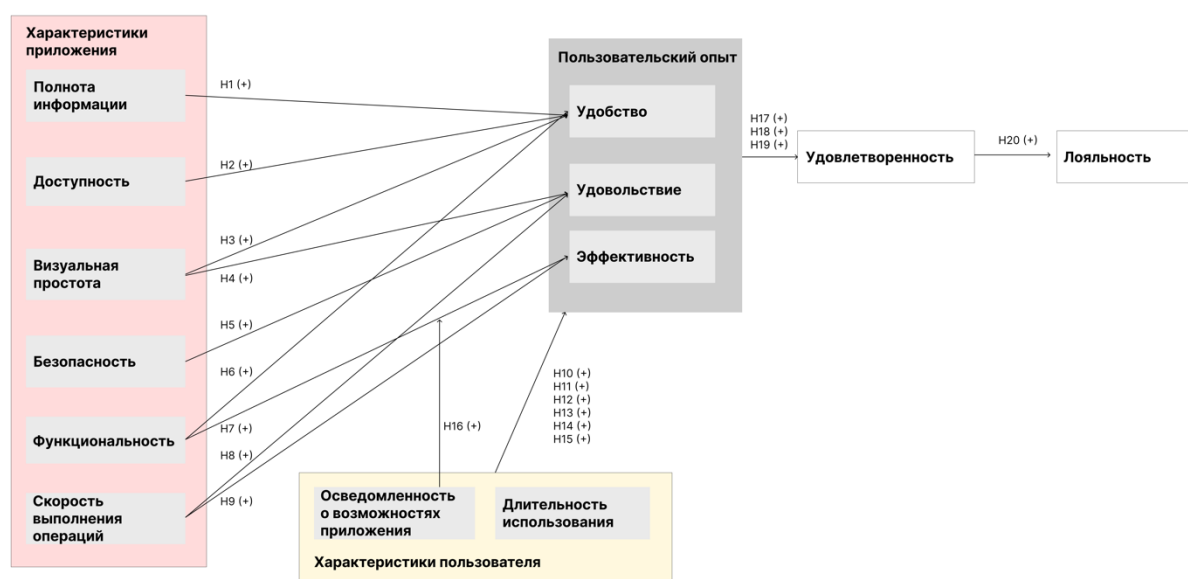 Характеристики
приложения
Полнота
информации
Доступность
Визуальная
простота
Безопасность
Функциональность
Скорость
выполнения
операций
H1 (+)
H2 (+)
H3 (+)
H4 (+)
H5 (+)
H6 (+)
H7 (+)
H8 (+)
H9 (+)
Пользовательский опыт
Удобство
Удовольствие
Эффективность
H10 (+)
H11 (+)
H12 (+)
H13 (+)
H14 (+)
H15 (+)
H16 (+)
Осведомленность
о возможностях
приложения
Длительность
использования
Характеристики пользователя
H17 (+)
H18 (+)
H19 (+)
Удовлетворенность
H20 (+)
Лояльность